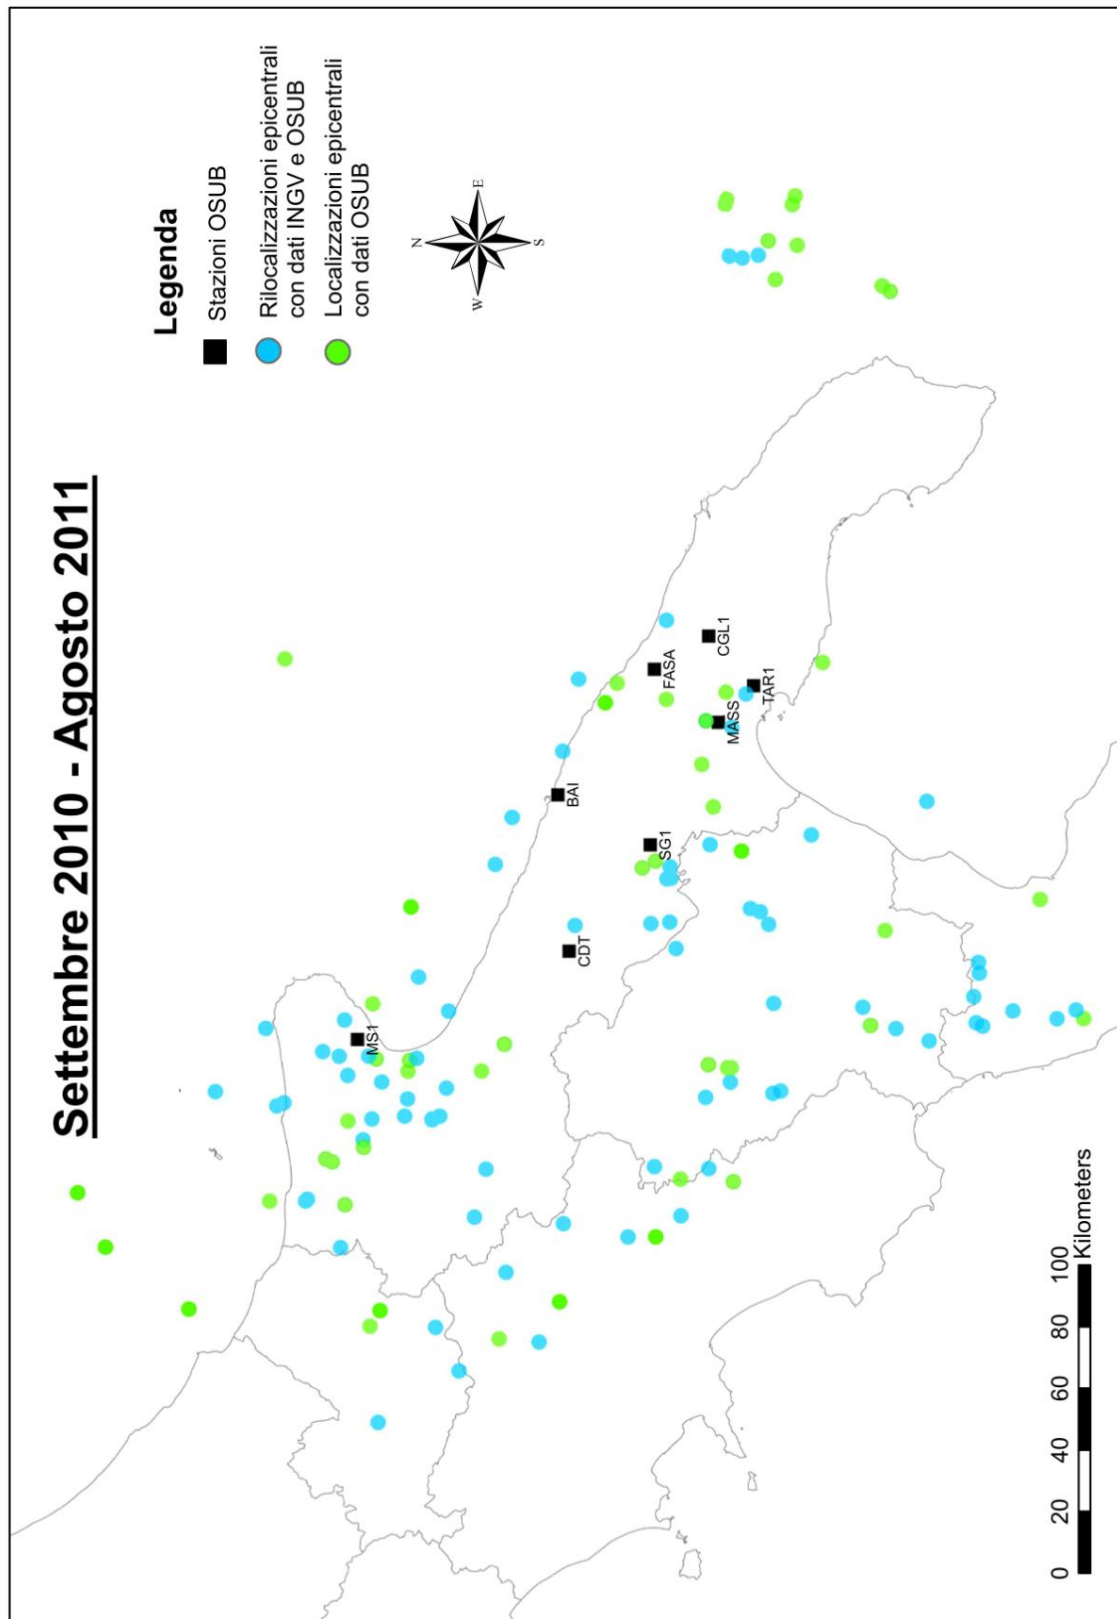 Settembre 2010 - Agosto 2011
Legenda
Stazioni OSUB
Rilocalizzazioni epicentrali
con dati INGV e OSUB
Localizzazioni epicentrali
con dati OSUB
N
W
E
S
MS1
CDT
BAI
SG1
FASA
CGL1
MASS
TAR1
0 20 40 60 80 100
Kilometers